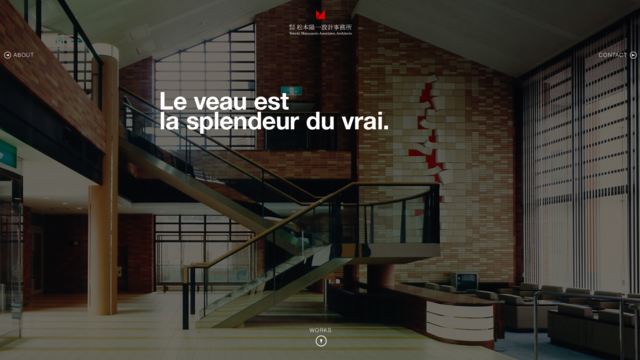 松本陽一設計事務所
Yoichi Matsumoto Associates, Architects
ABOUT
CONTACT
Le veau est
la splendeur du vrai.
WORKS